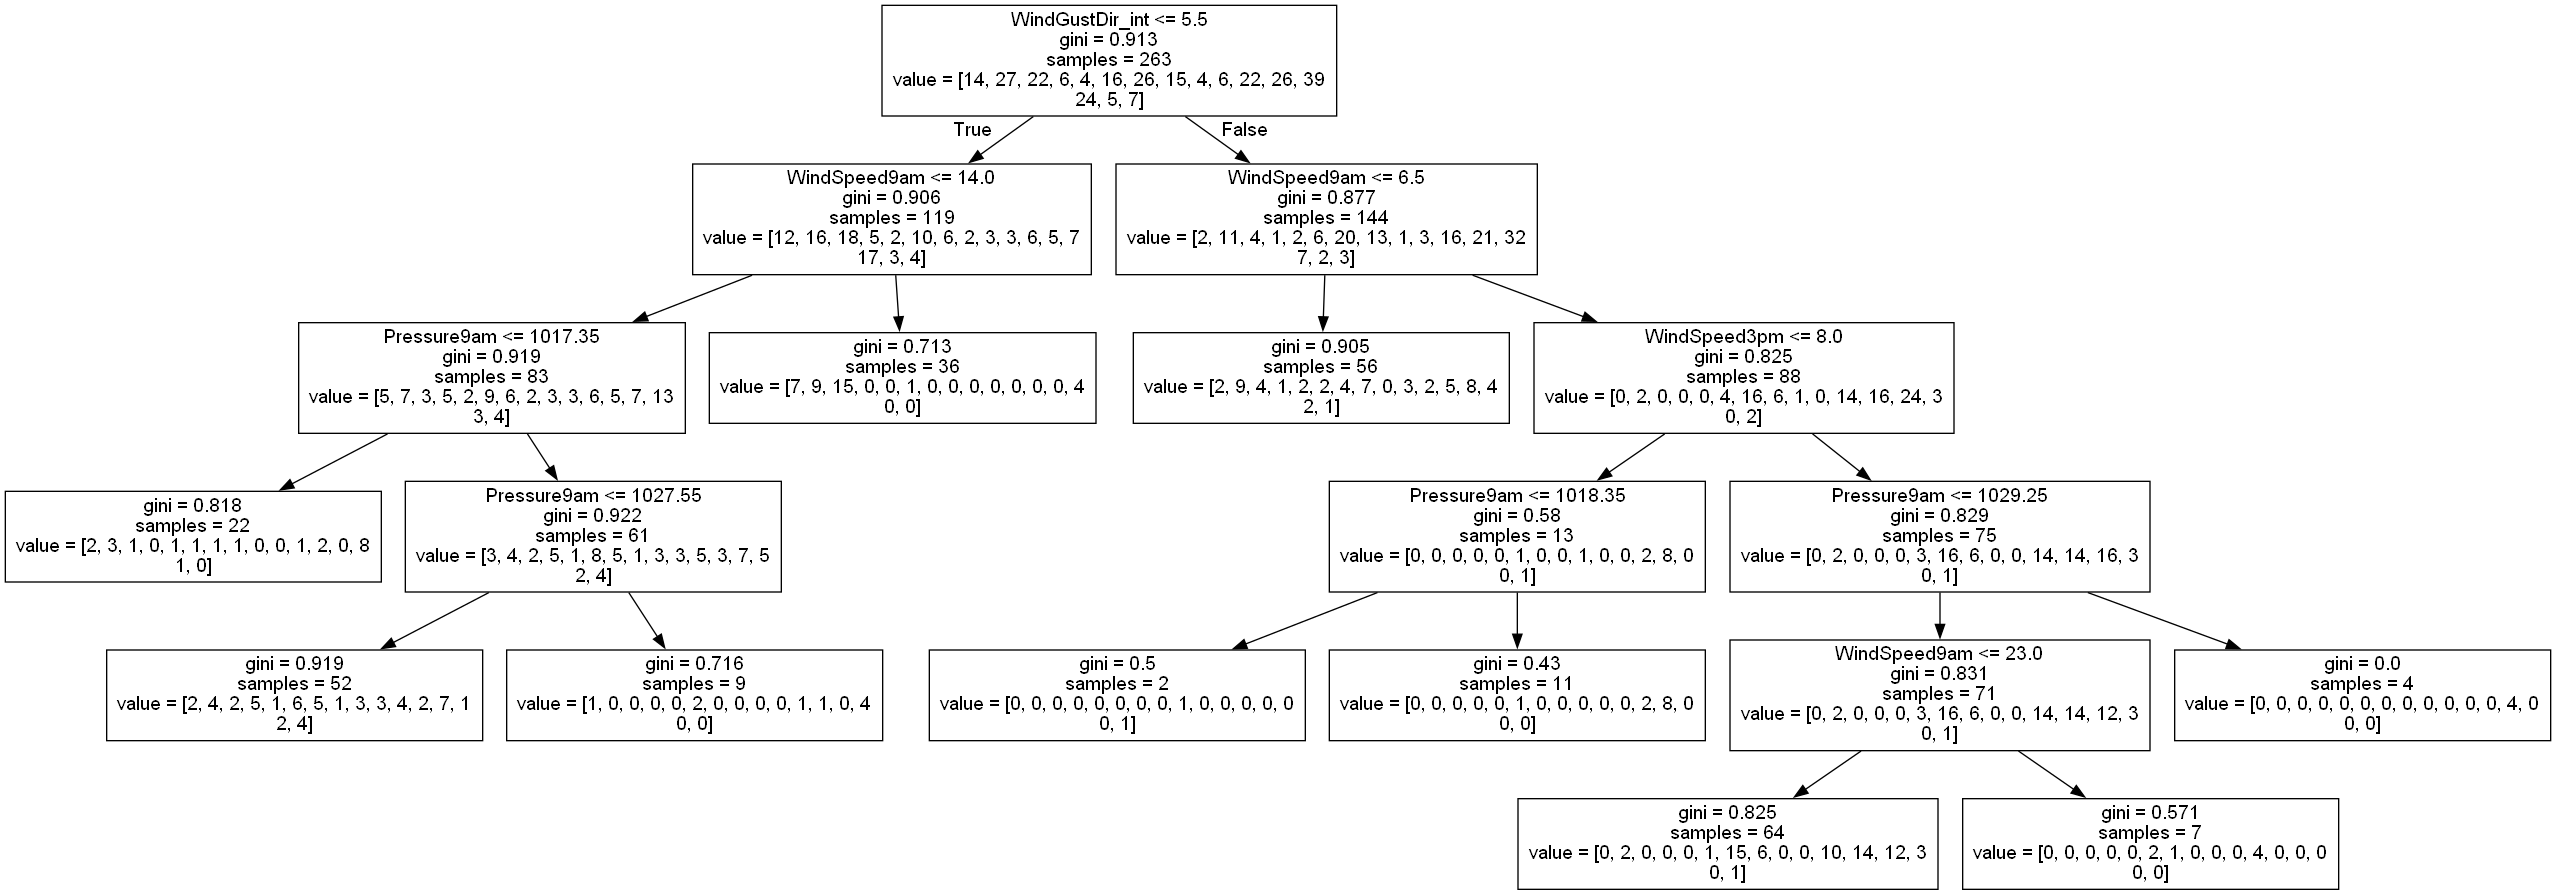 WindGustDir_int <= 5.5
gini = 0.913
samples = 263
value = [14, 27, 22, 6, 4, 16, 26, 15, 4, 6, 22, 26, 39
24, 5, 7]
True
False
WindSpeed9am <= 14.0
gini = 0.906
samples = 119
value = [12, 16, 18, 5, 2, 10, 6, 2, 3, 3, 6, 5, 7
17, 3, 4]
WindSpeed9am <= 6.5
gini = 0.877
samples = 144
value = [2, 11, 4, 1, 2, 6, 20, 13, 1, 3, 16, 21, 32
7, 2, 3]
Pressure9am <= 1017.35
gini = 0.919
samples = 83
value = [5, 7, 3, 5, 2, 9, 6, 2, 3, 3, 6, 5, 7, 13
3, 4]
gini = 0.713
samples = 36
value = [7, 9, 15, 0, 0, 1, 0, 0, 0, 0, 0, 0, 0, 4
0, 0]
gini = 0.905
samples = 56
value = [2, 9, 4, 1, 2, 2, 4, 7, 0, 3, 2, 5, 8, 4
2, 1]
WindSpeed3pm <= 8.0
gini = 0.825
samples = 88
value = [0, 2, 0, 0, 0, 4, 16, 6, 1, 0, 14, 16, 24, 3
0, 2]
gini = 0.818
samples = 22
value = [2, 3, 1, 0, 1, 1, 1, 1, 0, 0, 1, 2, 0, 8
1, 0]
Pressure9am <= 1027.55
gini = 0.922
samples = 61
value = [3, 4, 2, 5, 1, 8, 5, 1, 3, 3, 5, 3, 7, 5
2, 4]
Pressure9am <= 1018.35
gini = 0.58
samples = 13
value = [0, 0, 0, 0, 0, 1, 0, 0, 1, 0, 0, 2, 8, 0
0, 1]
Pressure9am <= 1029.25
gini = 0.829
samples = 75
value = [0, 2, 0, 0, 0, 3, 16, 6, 0, 0, 14, 14, 16, 3
0, 1]
gini = 0.919
samples = 52
value = [2, 4, 2, 5, 1, 6, 5, 1, 3, 3, 4, 2, 7, 1
2, 4]
gini = 0.716
samples = 9
value = [1, 0, 0, 0, 0, 2, 0, 0, 0, 0, 1, 1, 0, 4
0, 0]
gini = 0.5
samples = 2
value = [0, 0, 0, 0, 0, 0, 0, 0, 1, 0, 0, 0, 0, 0
0, 1]
gini = 0.43
samples = 11
value = [0, 0, 0, 0, 0, 1, 0, 0, 0, 0, 0, 2, 8, 0
0, 0]
WindSpeed9am <= 23.0
gini = 0.831
samples = 71
value = [0, 2, 0, 0, 0, 3, 16, 6, 0, 0, 14, 14, 12, 3
0, 1]
gini = 0.0
samples = 4
value = [0, 0, 0, 0, 0, 0, 0, 0, 0, 0, 0, 0, 4, 0
0, 0]
gini = 0.825
samples = 64
value = [0, 2, 0, 0, 0, 1, 15, 6, 0, 0, 10, 14, 12, 3
0, 1]
gini = 0.571
samples = 7
value = [0, 0, 0, 0, 0, 2, 1, 0, 0, 0, 4, 0, 0, 0
0, 0]